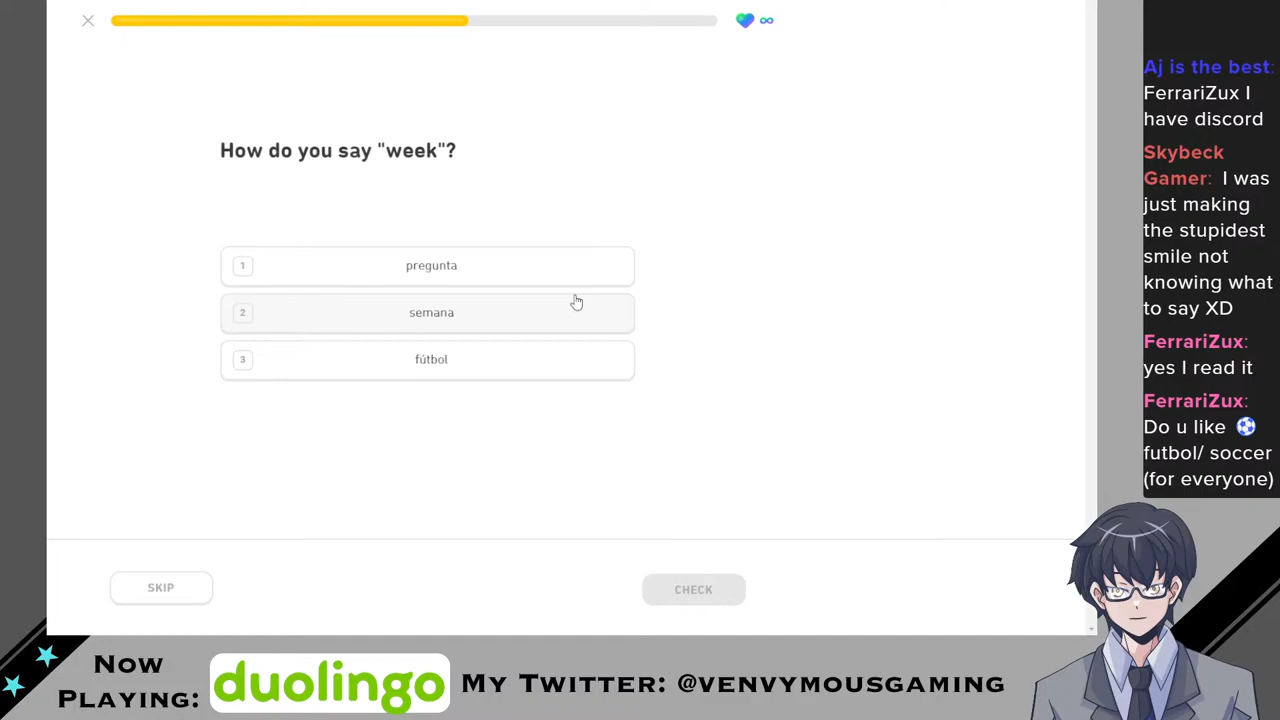 How do you say "week"?
1 pregunta
2 semana
3 fútbol
SKIP
CHECK
Aj is the best:
FerrariZux I
have discord
Skybeck
Gamer: I was
just making
the stupidest
smile not
knowing what
to say XD
FerrariZux:
yes I read it
FerrariZux:
Do u like ⚽
futbol/ soccer
(for everyone)
Now
Playing:
duolingo
My Twitter: @venvymousgaming